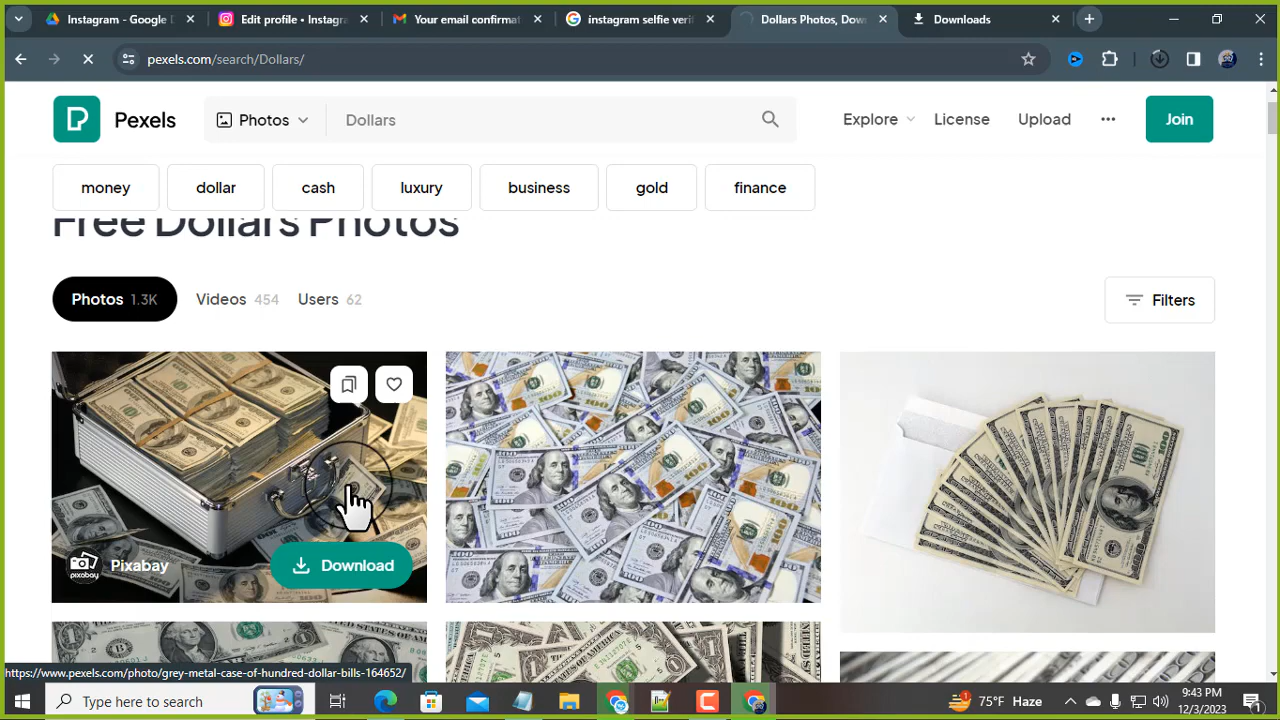 Instagram - Google D
Edit profile • Instagra
Your email confirmat
instagram selfie verif
Dollars Photos, Dow
Downloads
pexels.com/search/Dollars/
Pexels
Photos
Dollars
Explore
License
Upload
Join
money
dollar
cash
luxury
business
gold
finance
Free Dollars Photos
Photos 1.3K
Videos 454
Users 62
Filters
pixabay
Pixabay
Download
https://www.pexels.com/photo/grey-metal-case-of-hundred-dollar-bills-164652/
Type here to search
75°F Haze
9:43 PM
12/3/2023
1